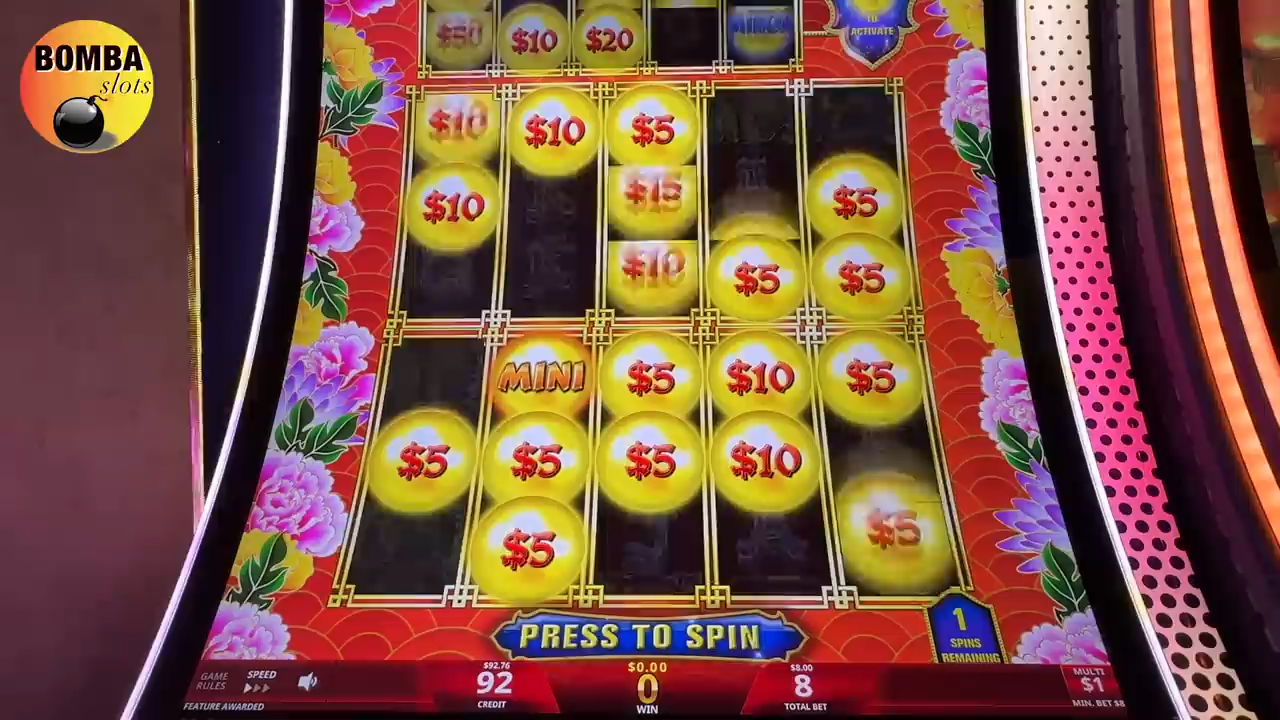 BOMBA
slots
TO
ACTIVATE
$50 $10 $20
$10 $10 $5
$10 $15 $5
$10 $5 $5
MINI $5 $10 $5
$5 $5 $5 $10
$5 $5
PRESS TO SPIN
1
SPINS
REMAINING
GAME
RULES
SPEED
$92.76
92
CREDIT
$0.00
0
WIN
$8.00
8
TOTAL BET
MULTI
$1
MIN. BET $8
FEATURE AWARDED